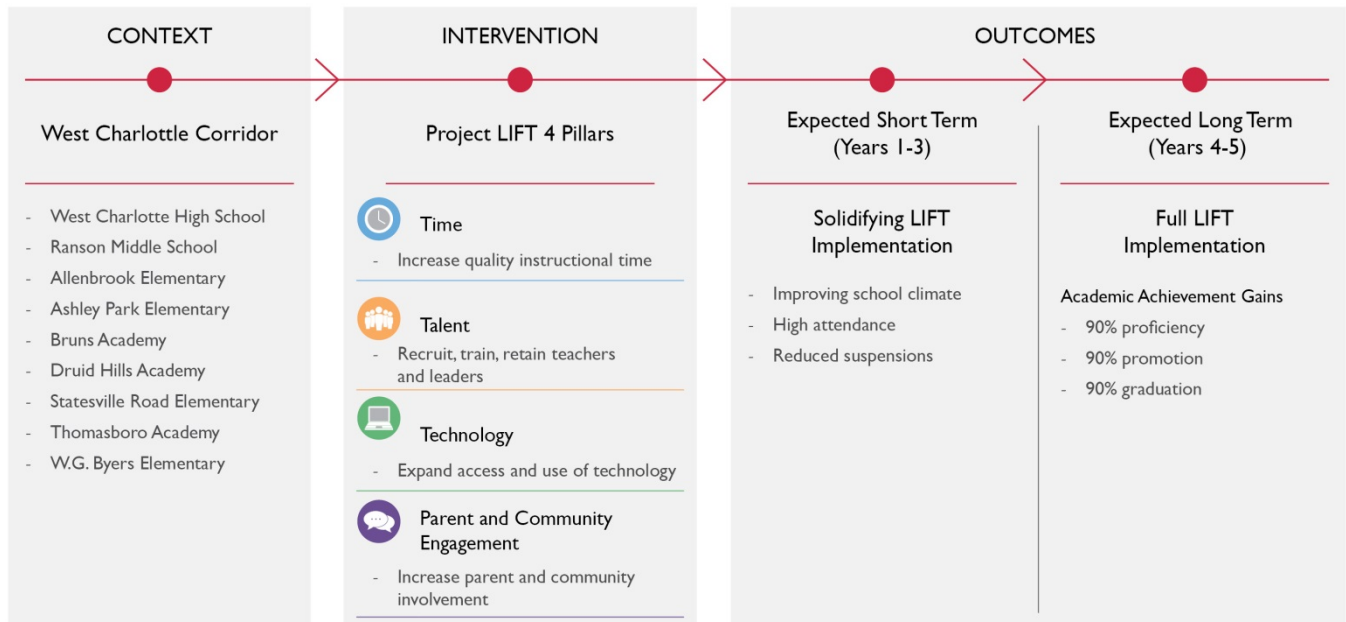 CONTEXT
West Charlottle Corridor
- West Charlotte High School
- Ranson Middle School
- Allenbrook Elementary
- Ashley Park Elementary
- Bruns Academy
- Druid Hills Academy
- Statesville Road Elementary
- Thomasboro Academy
- W.G. Byers Elementary
INTERVENTION
Project LIFT 4 Pillars
Time
- Increase quality instructional time
Talent
- Recruit, train, retain teachers
and leaders
Technology
- Expand access and use of technology
Parent and Community
Engagement
- Increase parent and community
involvement
OUTCOMES
Expected Short Term
(Years 1-3)
Solidifying LIFT
Implementation
- Improving school climate
- High attendance
- Reduced suspensions
Expected Long Term
(Years 4-5)
Full LIFT
Implementation
Academic Achievement Gains
- 90% proficiency
- 90% promotion
- 90% graduation